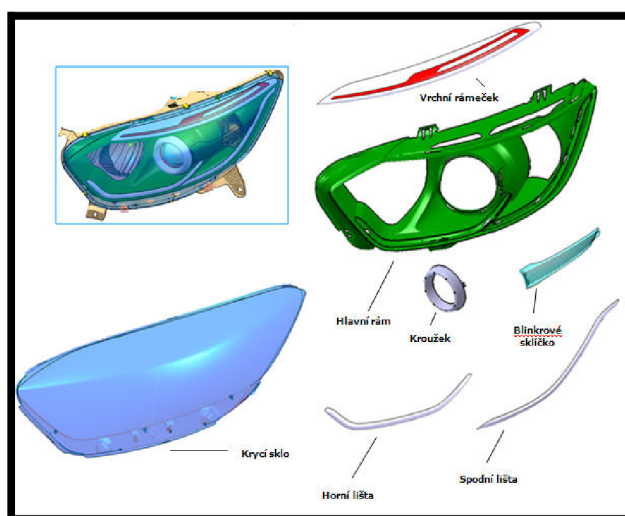 Vrchní rámeček
Hlavní rám
Kroužek
Blinkrové
sklíčko
Krycí sklo
Horní lišta
Spodní lišta